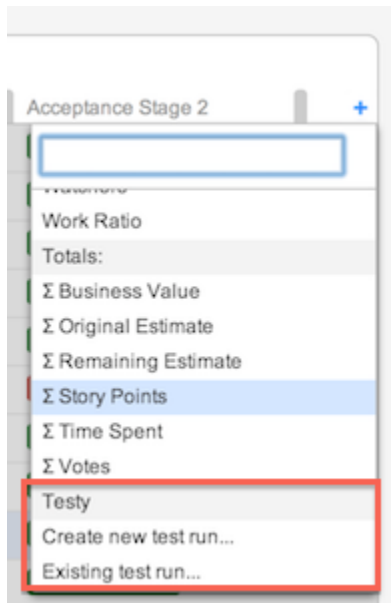 Acceptance Stage 2
+
Work Ratio
Totals:
Σ Business Value
Σ Original Estimate
Σ Remaining Estimate
Σ Story Points
Σ Time Spent
Σ Votes
Testy
Create new test run...
Existing test run...